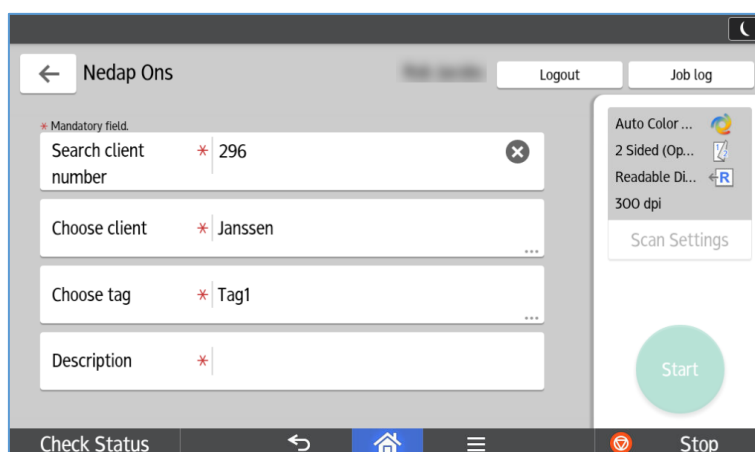 Nedap Ons
Logout
Job log
* Mandatory field.
Search client
number
* 296
Choose client * Janssen
...
Choose tag * Tag1
...
Description *
Auto Color ...
2 Sided (Op...
Readable Di... R
300 dpi
Scan Settings
Start
Check Status
Stop